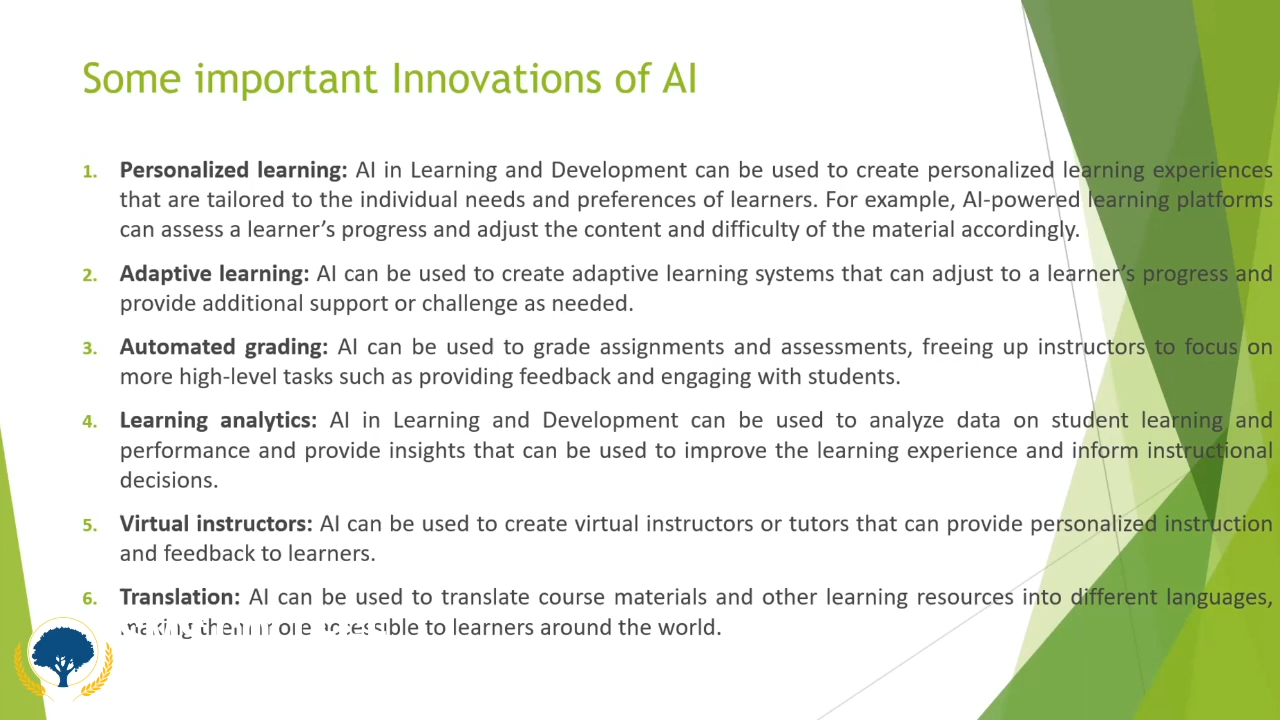 Some important Innovations of AI
1. Personalized learning: AI in Learning and Development can be used to create personalized learning experiences
that are tailored to the individual needs and preferences of learners. For example, AI-powered learning platforms
can assess a learner’s progress and adjust the content and difficulty of the material accordingly.
2. Adaptive learning: AI can be used to create adaptive learning systems that can adjust to a learner’s progress and
provide additional support or challenge as needed.
3. Automated grading: AI can be used to grade assignments and assessments, freeing up instructors to focus on
more high-level tasks such as providing feedback and engaging with students.
4. Learning analytics: AI in Learning and Development can be used to analyze data on student learning and
performance and provide insights that can be used to improve the learning experience and inform instructional
decisions.
5. Virtual instructors: AI can be used to create virtual instructors or tutors that can provide personalized instruction
and feedback to learners.
6. Translation: AI can be used to translate course materials and other learning resources into different languages,
making them more accessible to learners around the world.